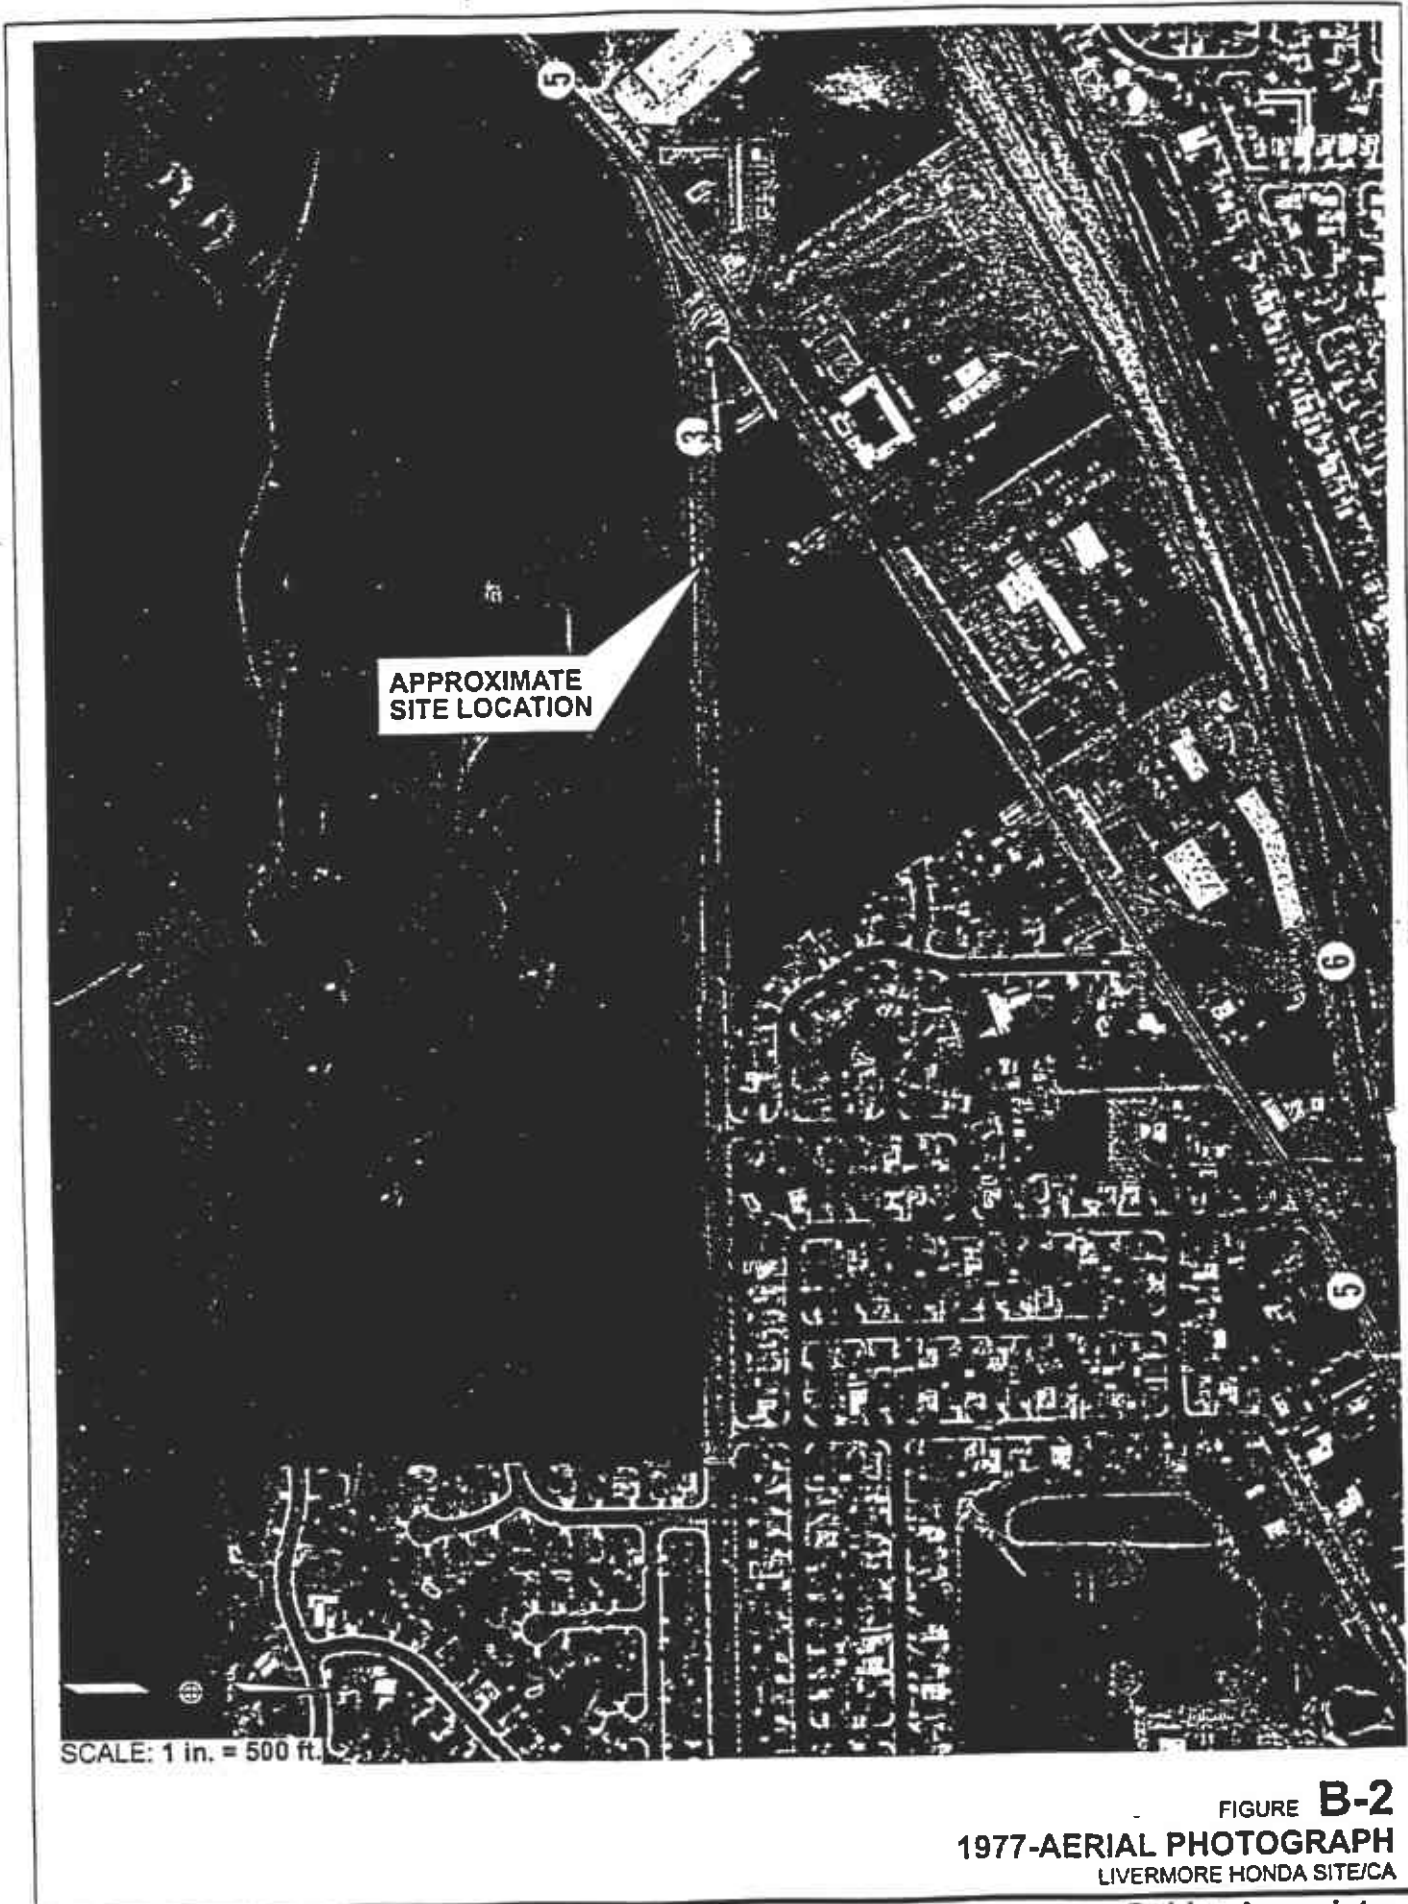 5
3
APPROXIMATE
SITE LOCATION
6
5
SCALE: 1 in. = 500 ft.
FIGURE B-2
1977-AERIAL PHOTOGRAPH
LIVERMORE HONDA SITE/CA